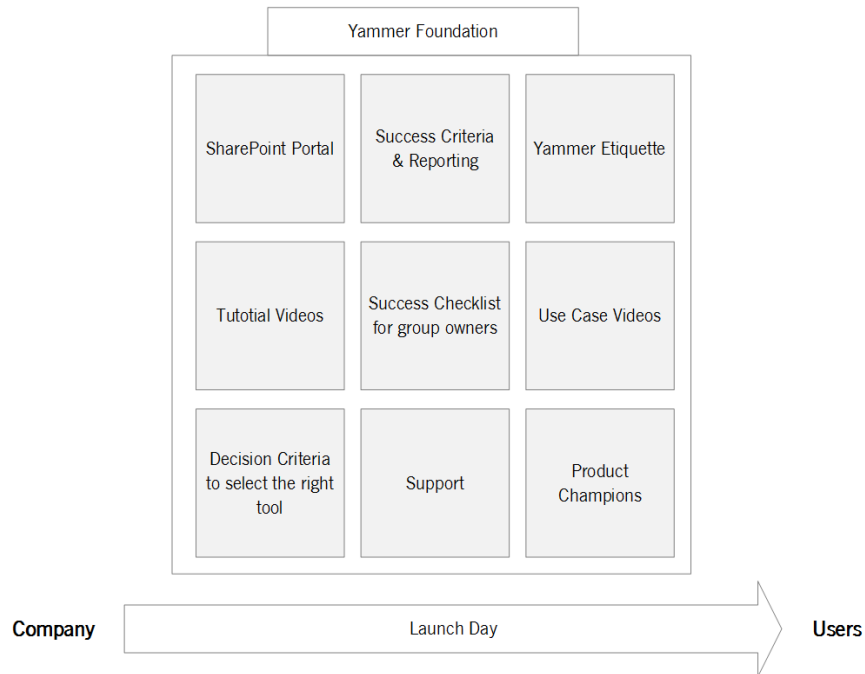 Yammer Foundation
SharePoint Portal
Success Criteria
& Reporting
Yammer Etiquette
Tutotial Videos
Success Checklist
for group owners
Use Case Videos
Decision Criteria
to select the right
tool
Support
Product
Champions
Company
Launch Day
Users